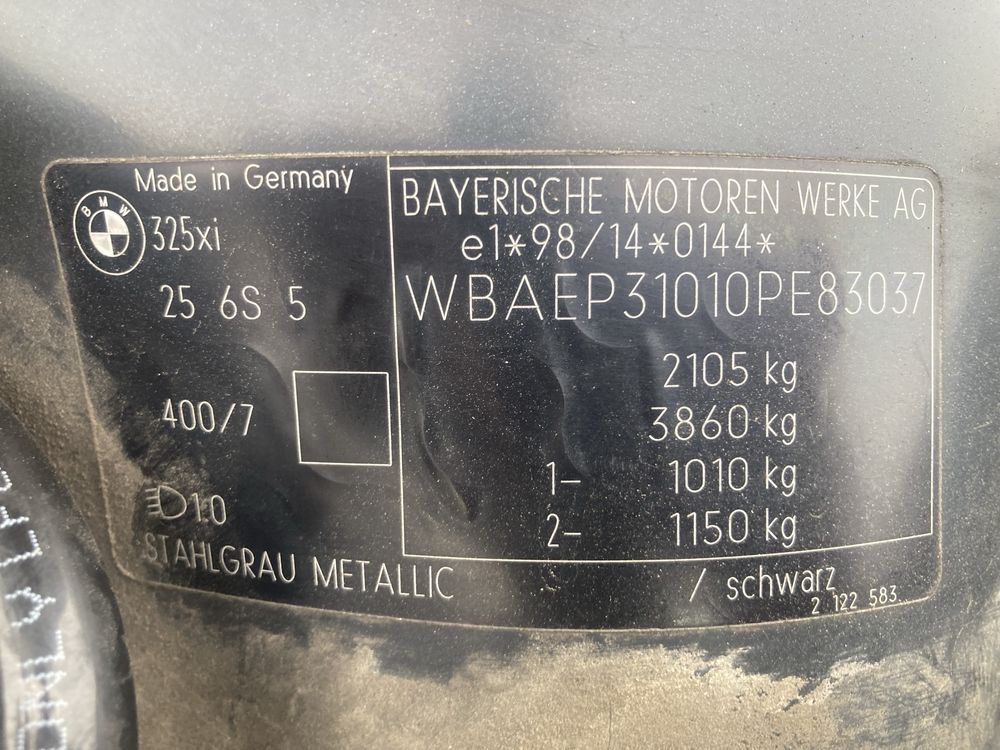 Made in Germany
BMW
325xi
25 6S 5
400/7
1.0
STAHLGRAU METALLIC
BAYERISCHE MOTOREN WERKE AG
e1*98/14*0144*
WBAEP31010PE83037
2105 kg
3860 kg
1- 1010 kg
2- 1150 kg
/ schwarz
2 122 583